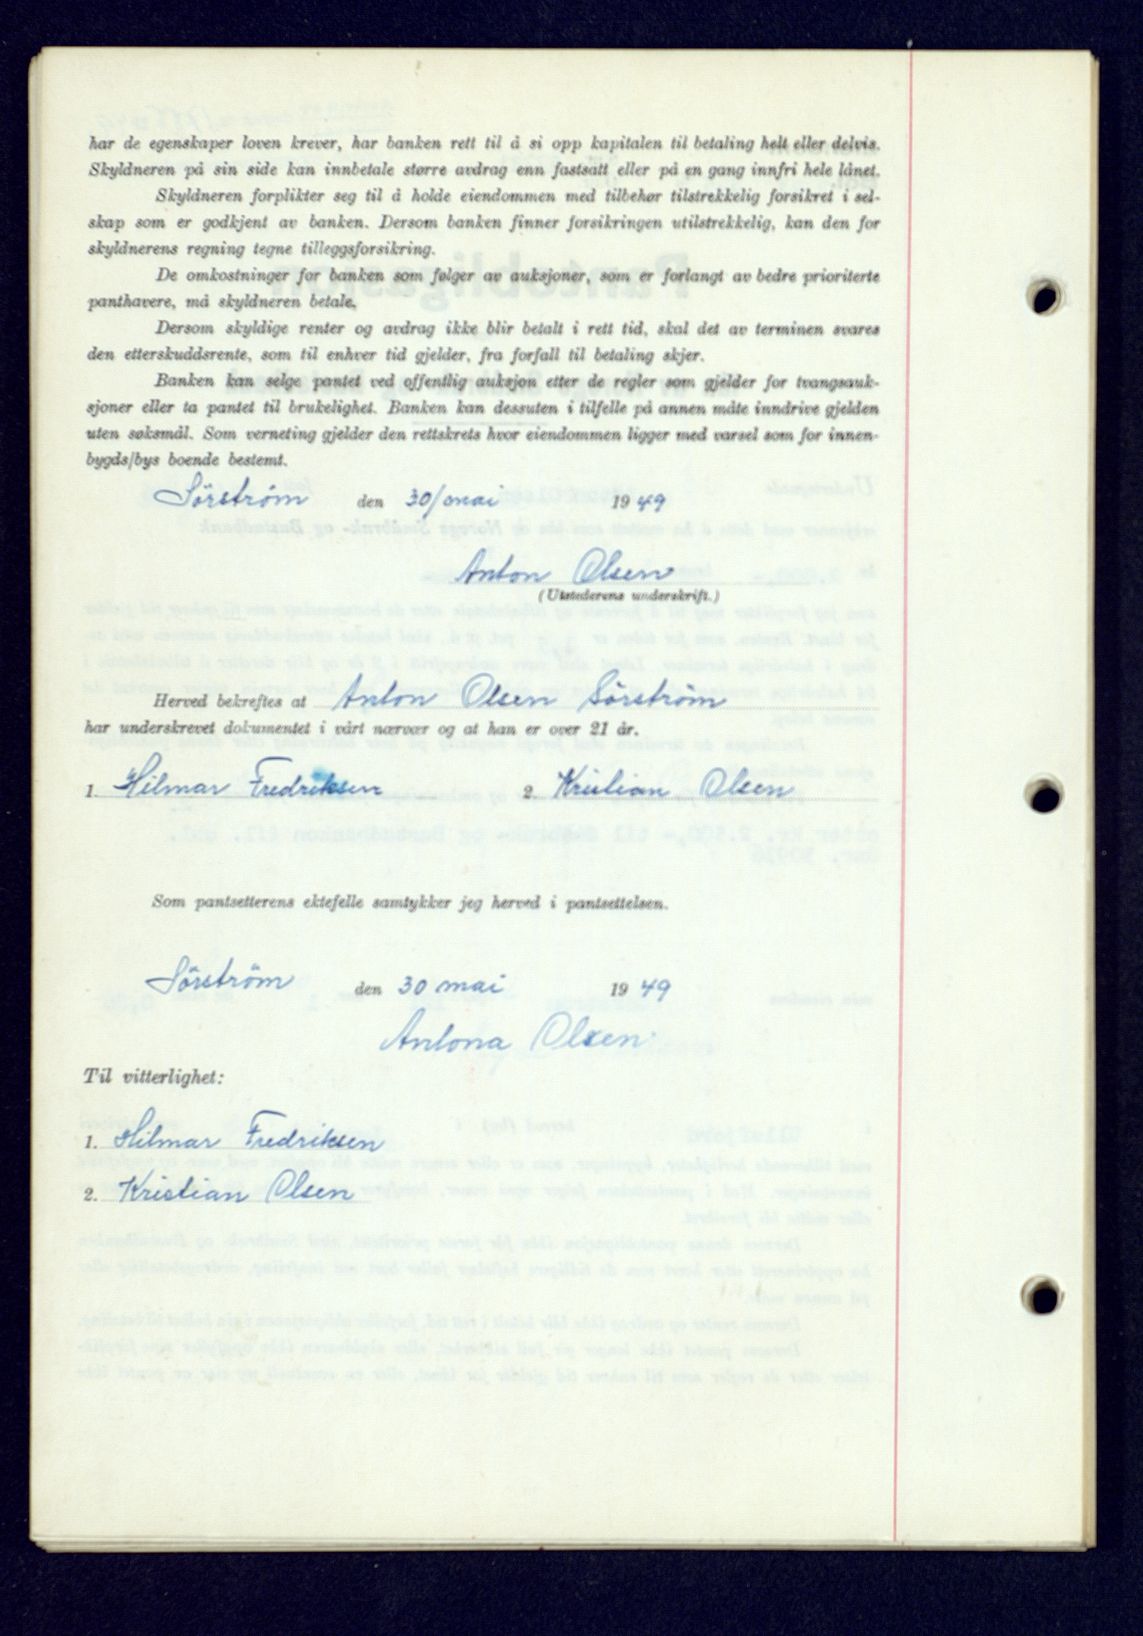 har de egenskaper loven krever, har banken rett til å si opp kapitalen til betaling helt eller delvis.
Skyldneren på sin side kan innbetale større avdrag enn fastsatt eller på en gang innfri hele lånet.
Skyldneren forplikter seg til å holde eiendommen med tilbehør tilstrekkelig forsikret i sel-
skap som er godkjent av banken. Dersom banken finner forsikringen utilstrekkelig, kan den for
skyldnerens regning tegne tilleggsforsikring.
De omkostninger for banken som følger av auksjoner, som er forlangt av bedre prioriterte
panthavere, må skyldneren betale.
Dersom skyldige renter og avdrag ikke blir betalt i rett tid, skal det av terminen svares
den etterskuddsrente, som til enhver tid gjelder, fra forfall til betaling skjer.
Banken kan selge pantet ved offentlig auksjon etter de regler som gjelder for tvangsauk-
sjoner eller ta pantet til brukelighet. Banken kan dessuten i tilfelle på annen måte inndrive gjelden
uten søksmål. Som verneting gjelder den rettskrets hvor eiendommen ligger med varsel som for innen-
bygds/bys boende bestemt.
Sörström den 30/mai 1949
Anton Olsen
(Utstederens underskrift.)
Herved bekreftes at Anton Olsen Sörström
har underskrevet dokumentet i vårt nærvær og at han er over 21 år.
1. Hilmar Fredriksen 2. Kristian Olsen
Som pantsetterens ektefelle samtykker jeg herved i pantsettelsen.
Sörström den 30 mai 1949
Antona Olsen
Til vitterlighet:
1. Hilmar Fredriksen
2. Kristian Olsen